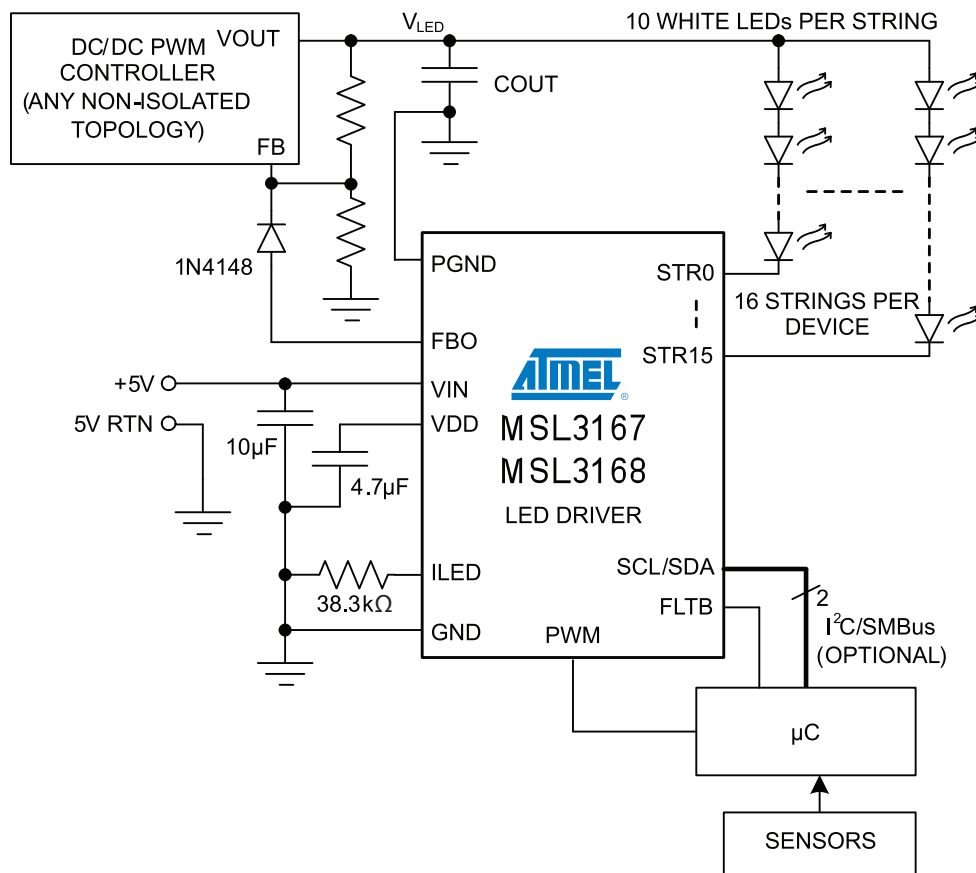 DC/DC PWM
CONTROLLER
(ANY NON-ISOLATED
TOPOLOGY)
VOUT
FB
VLED
COUT
10 WHITE LEDs PER STRING
1N4148
PGND
FBO
VIN
VDD
ILED
GND
STR0
STR15
16 STRINGS PER
DEVICE
+5V
5V RTN
10µF
4.7µF
38.3kΩ
ATMEL
®
MSL3167
MSL3168
LED DRIVER
SCL/SDA
FLTB
PWM
2
I²C/SMBus
(OPTIONAL)
µC
SENSORS